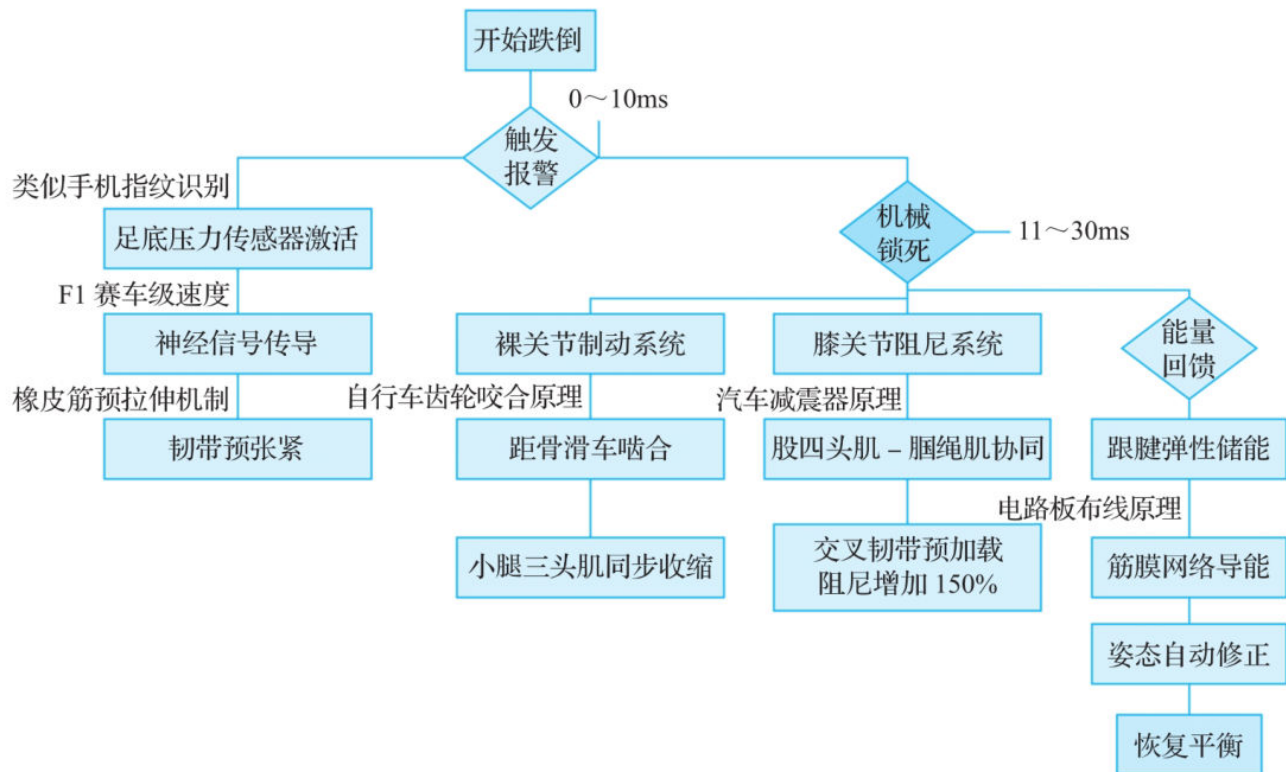 开始跌倒
0～10ms
触发
报警
类似手机指纹识别
足底压力传感器激活
机械
锁死
11～30ms
F1 赛车级速度
神经信号传导
裸关节制动系统
膝关节阻尼系统
能量
回馈
橡皮筋预拉伸机制
自行车齿轮咬合原理
汽车减震器原理
韧带预张紧
距骨滑车啮合
股四头肌－腘绳肌协同
跟腱弹性储能
电路板布线原理
小腿三头肌同步收缩
交叉韧带预加载
阻尼增加 150%
筋膜网络导能
姿态自动修正
恢复平衡